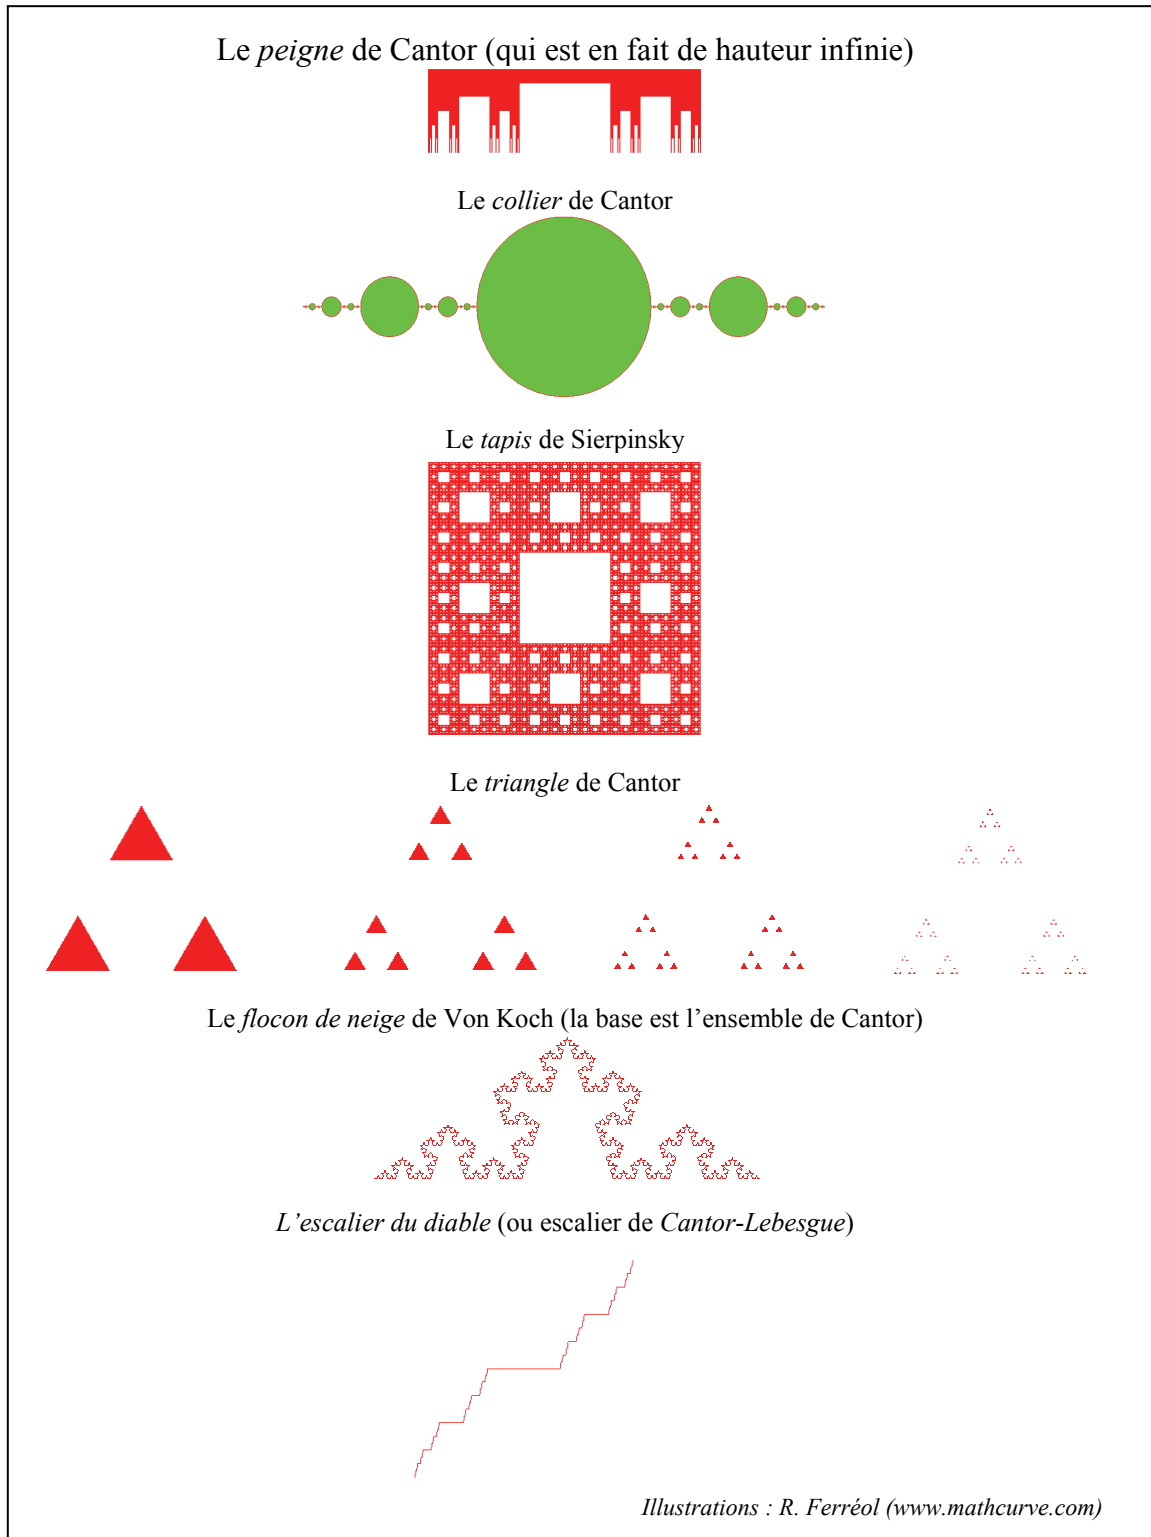 Le peigne de Cantor (qui est en fait de hauteur infinie)
Le collier de Cantor
Le tapis de Sierpinsky
Le triangle de Cantor
Le flocon de neige de Von Koch (la base est l’ensemble de Cantor)
L’escalier du diable (ou escalier de Cantor-Lebesgue)
Illustrations : R. Ferréol (www.mathcurve.com)